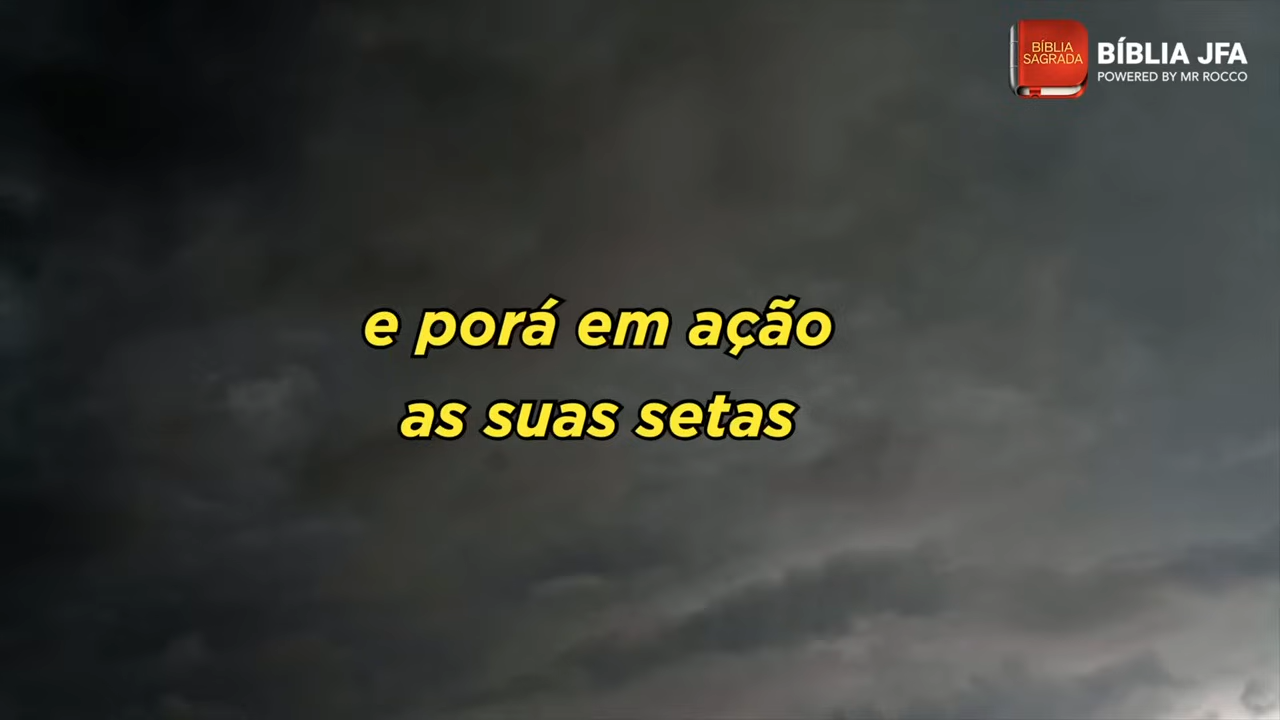 BÍBLIA
SAGRADA
BÍBLIA JFA
POWERED BY MR ROCCO
e porá em ação
as suas setas